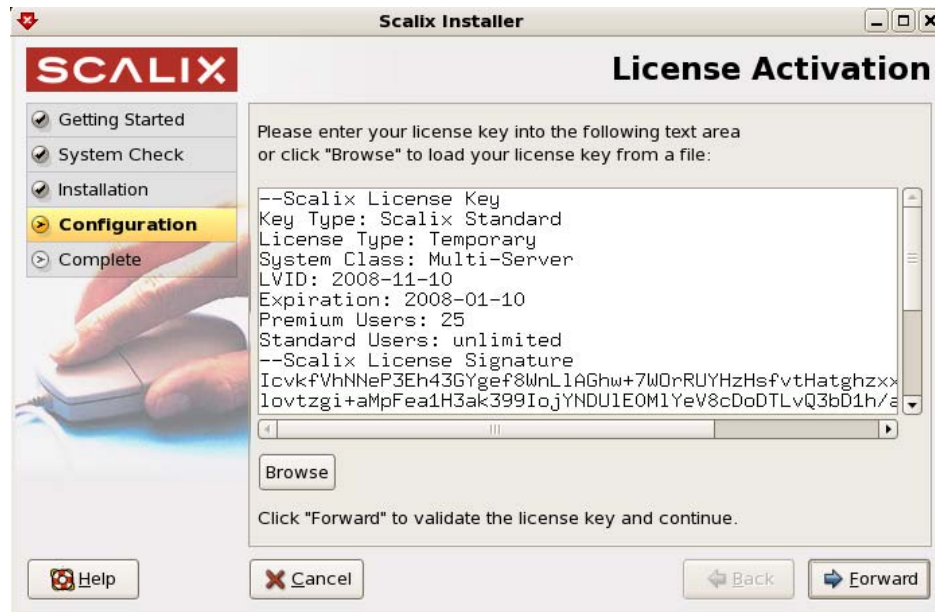 Scalix Installer
SCALIX
License Activation
Getting Started
System Check
Installation
Configuration
Complete
Please enter your license key into the following text area
or click "Browse" to load your license key from a file:
--Scalix License Key
Key Type: Scalix Standard
License Type: Temporary
System Class: Multi-Server
LVID: 2008-11-10
Expiration: 2008-01-10
Premium Users: 25
Standard Users: unlimited
--Scalix License Signature
Browse
Click "Forward" to validate the license key and continue.
Help
Cancel
Back
Forward